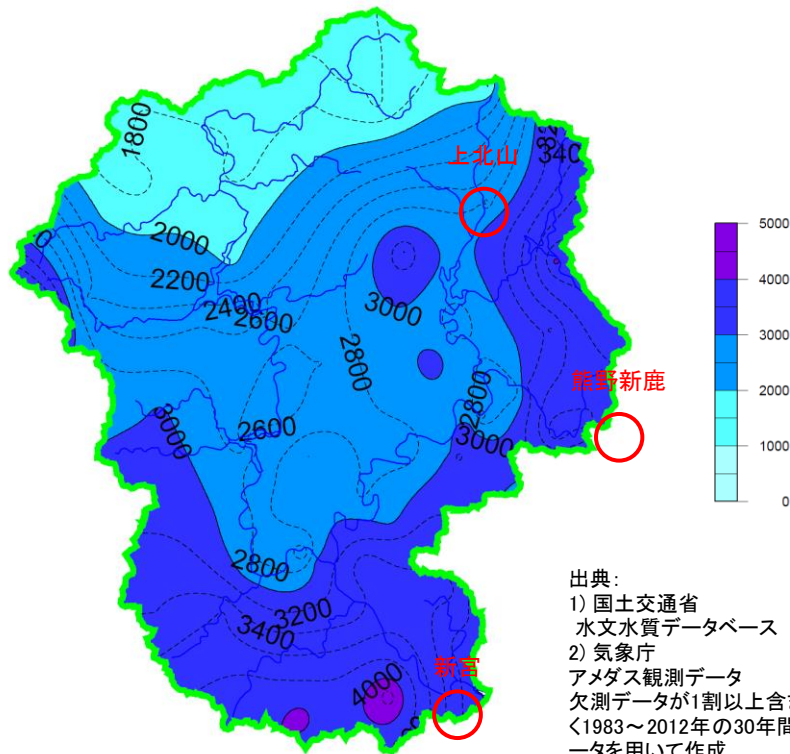 1800
上北山
340
2000
2200
2400
2600
3000
2800
熊野新鹿
2800
3000
2600
3000
2800
3200
3400
新宮
4000
5000
4000
3000
2000
1000
0
出典:
1) 国土交通省
水文水質データベース
2) 気象庁
アメダス観測データ
欠測データが1割以上含ま
く1983～2012年の30年間
ータを用いて作成